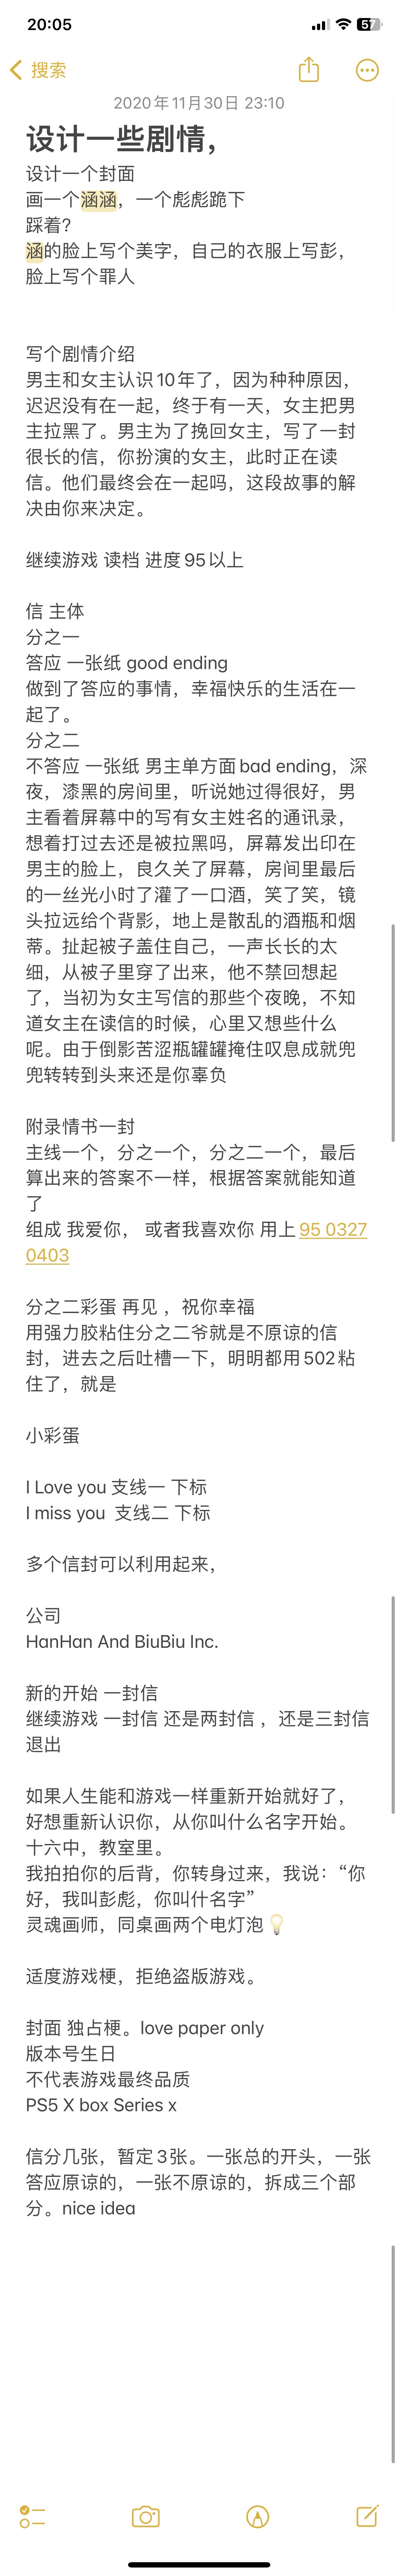 20:05
57
搜索
2020年11月30日 23:10
设计一些剧情，
设计一个封面
画一个涵涵，一个彪彪跪下
踩着？
涵的脸上写个美字，自己的衣服上写彭，
脸上写个罪人
写个剧情介绍
男主和女主认识10年了，因为种种原因，
迟迟没有在一起，终于有一天，女主把男
主拉黑了。男主为了挽回女主，写了一封
很长的信，你扮演的女主，此时正在读
信。他们最终会在一起吗，这段故事的解
决由你来决定。
继续游戏 读档 进度95以上
信 主体
分之一
答应 一张纸 good ending
做到了答应的事情，幸福快乐的生活在一
起了。
分之二
不答应 一张纸 男主单方面bad ending，深
夜，漆黑的房间里，听说她过得很好，男
主看着屏幕中的写有女主姓名的通讯录，
想着打过去还是被拉黑吗，屏幕发出印在
男主的脸上，良久关了屏幕，房间里最后
的一丝光小时了灌了一口酒，笑了笑，镜
头拉远给个背影，地上是散乱的酒瓶和烟
蒂。扯起被子盖住自己，一声长长的太
细，从被子里穿了出来，他不禁回想起
了，当初为女主写信的那些个夜晚，不知
道女主在读信的时候，心里又想些什么
呢。由于倒影苦涩瓶罐罐掩住叹息成就兜
兜转转到头来还是你辜负
附录情书一封
主线一个，分之一个，分之二一个，最后
算出来的答案不一样，根据答案就能知道
了
组成 我爱你， 或者我喜欢你 用上95 0327
0403
分之二彩蛋 再见 ，祝你幸福
用强力胶粘住分之二爷就是不原谅的信
封，进去之后吐槽一下，明明都用502粘
住了，就是
小彩蛋
I Love you 支线一 下标
I miss you 支线二 下标
多个信封可以利用起来，
公司
HanHan And BiuBiu Inc.
新的开始 一封信
继续游戏 一封信 还是两封信 ，还是三封信
退出
如果人生能和游戏一样重新开始就好了，
好想重新认识你，从你叫什么名字开始。
十六中，教室里。
我拍拍你的后背，你转身过来，我说：“你
好，我叫彭彪，你叫什名字”
灵魂画师，同桌画两个电灯泡💡
适度游戏梗，拒绝盗版游戏。
封面 独占梗。love paper only
版本号生日
不代表游戏最终品质
PS5 X box Series x
信分几张，暂定3张。一张总的开头，一张
答应原谅的，一张不原谅的，拆成三个部
分。nice idea